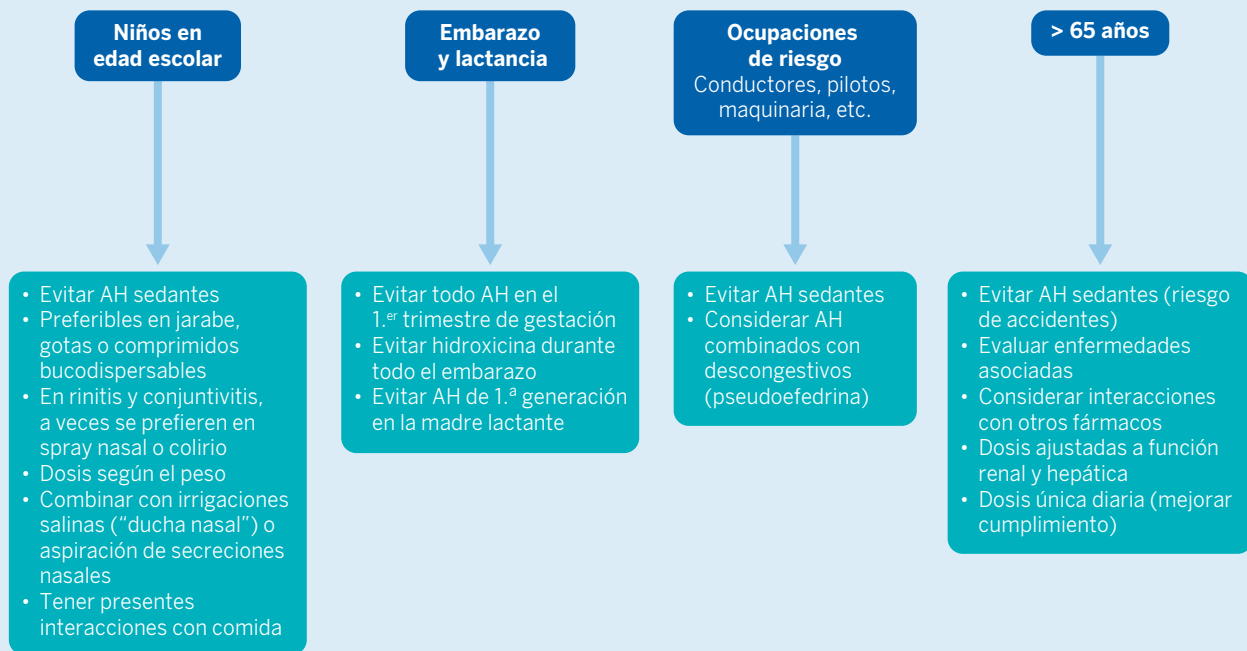 Niños en
edad escolar
Embarazo
y lactancia
Ocupaciones
de riesgo
Conductores, pilotos,
maquinaria, etc.
> 65 años
• Evitar AH sedantes
• Preferibles en jarabe,
gotas o comprimidos
bucodispersables
• En rinitis y conjuntivitis,
a veces se prefieren en
spray nasal o colirio
• Dosis según el peso
• Combinar con irrigaciones
salinas (“ducha nasal”) o
aspiración de secreciones
nasales
• Tener presentes
interacciones con comida
• Evitar todo AH en el
1.er trimestre de gestación
• Evitar hidroxicina durante
todo el embarazo
• Evitar AH de 1.ª generación
en la madre lactante
• Evitar AH sedantes
• Considerar AH
combinados con
descongestivos
(pseudoefedrina)
• Evitar AH sedantes (riesgo
de accidentes)
• Evaluar enfermedades
asociadas
• Considerar interacciones
con otros fármacos
• Dosis ajustadas a función
renal y hepática
• Dosis única diaria (mejorar
cumplimiento)